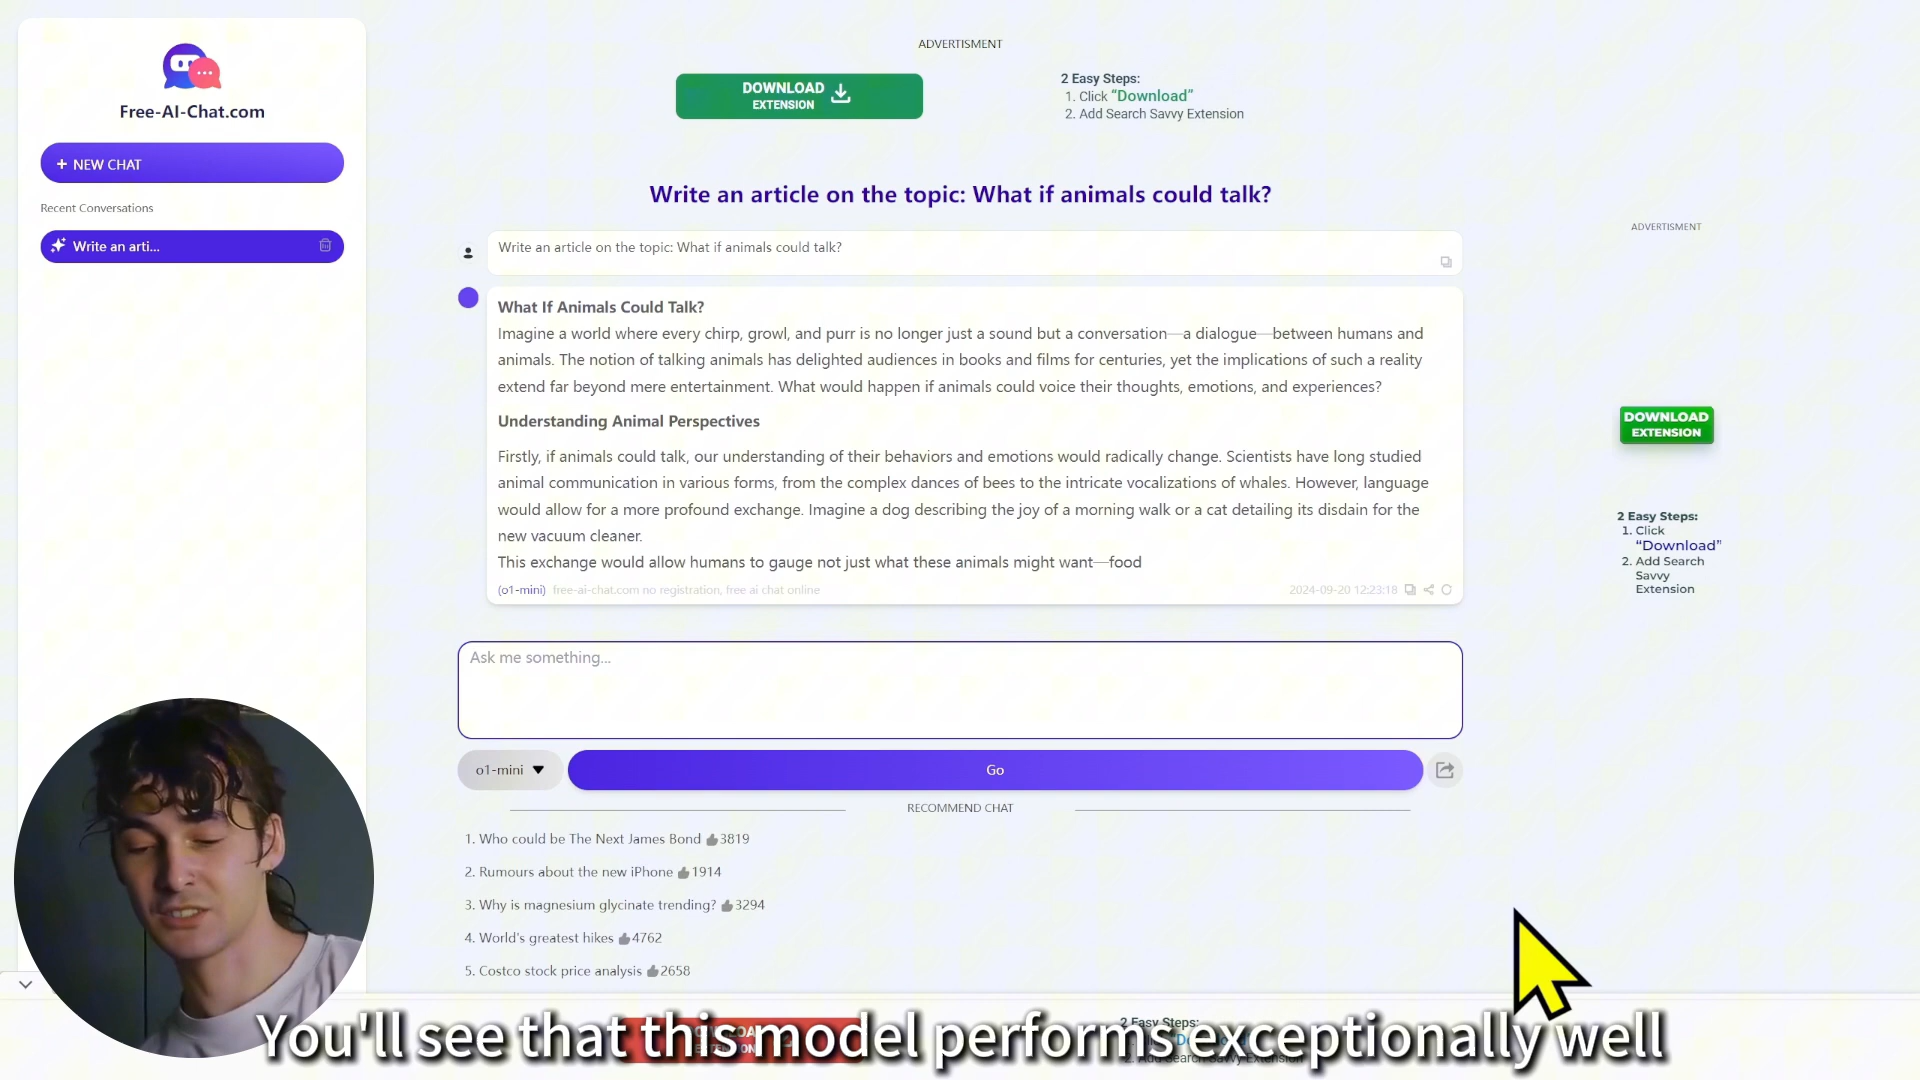 Free-AI-Chat.com
+ NEW CHAT
Recent Conversations
Write an arti...
ADVERTISMENT
DOWNLOAD
EXTENSION
2 Easy Steps:
1. Click “Download”
2. Add Search Savvy Extension
Write an article on the topic: What if animals could talk?
Write an article on the topic: What if animals could talk?
What If Animals Could Talk?
Imagine a world where every chirp, growl, and purr is no longer just a sound but a conversation—a dialogue—between humans and
animals. The notion of talking animals has delighted audiences in books and films for centuries, yet the implications of such a reality
extend far beyond mere entertainment. What would happen if animals could voice their thoughts, emotions, and experiences?
Understanding Animal Perspectives
Firstly, if animals could talk, our understanding of their behaviors and emotions would radically change. Scientists have long studied
animal communication in various forms, from the complex dances of bees to the intricate vocalizations of whales. However, language
would allow for a more profound exchange. Imagine a dog describing the joy of a morning walk or a cat detailing its disdain for the
new vacuum cleaner.
This exchange would allow humans to gauge not just what these animals might want—food
(o1-mini) free-ai-chat.com no registration, free ai chat online
2024-09-20 12:23:18
Ask me something...
o1-mini
Go
RECOMMEND CHAT
1. Who could be The Next James Bond 3819
2. Rumours about the new iPhone 1914
3. Why is magnesium glycinate trending? 3294
4. World's greatest hikes 4762
5. Costco stock price analysis 2658
ADVERTISMENT
DOWNLOAD
EXTENSION
2 Easy Steps:
1. Click
“Download”
2. Add Search
Savvy
Extension
2 Easy Steps:
2. Add Search Savvy Extension
You'll see that this model performs exceptionally well